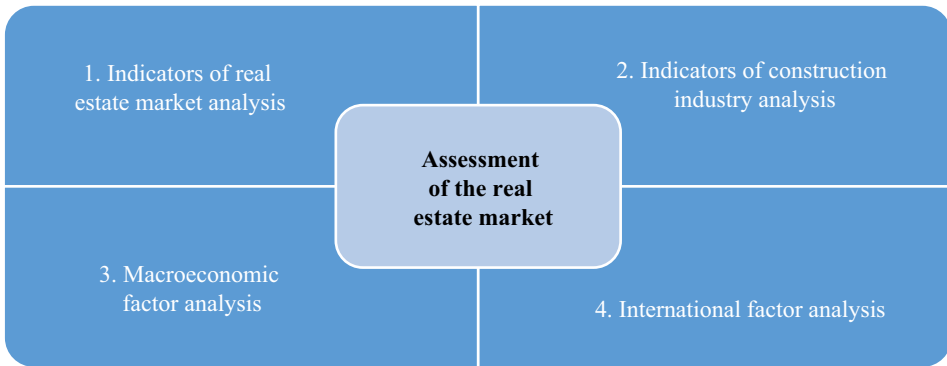 1. Indicators of real
estate market analysis
2. Indicators of construction
industry analysis
Assessment
of the real
estate market
3. Macroeconomic
factor analysis
4. International factor analysis